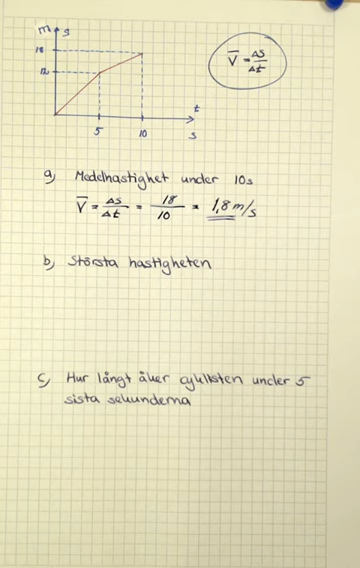 m s
18
12
5 10
t
s
V̄ = Δs/Δt
a) Medelhastighet under 10s
V̄ = Δs/Δt = 18/10 = 1,8 m/s
b) Största hastigheten
c) Hur långt åker cyklisten under 5
sista sekunderna